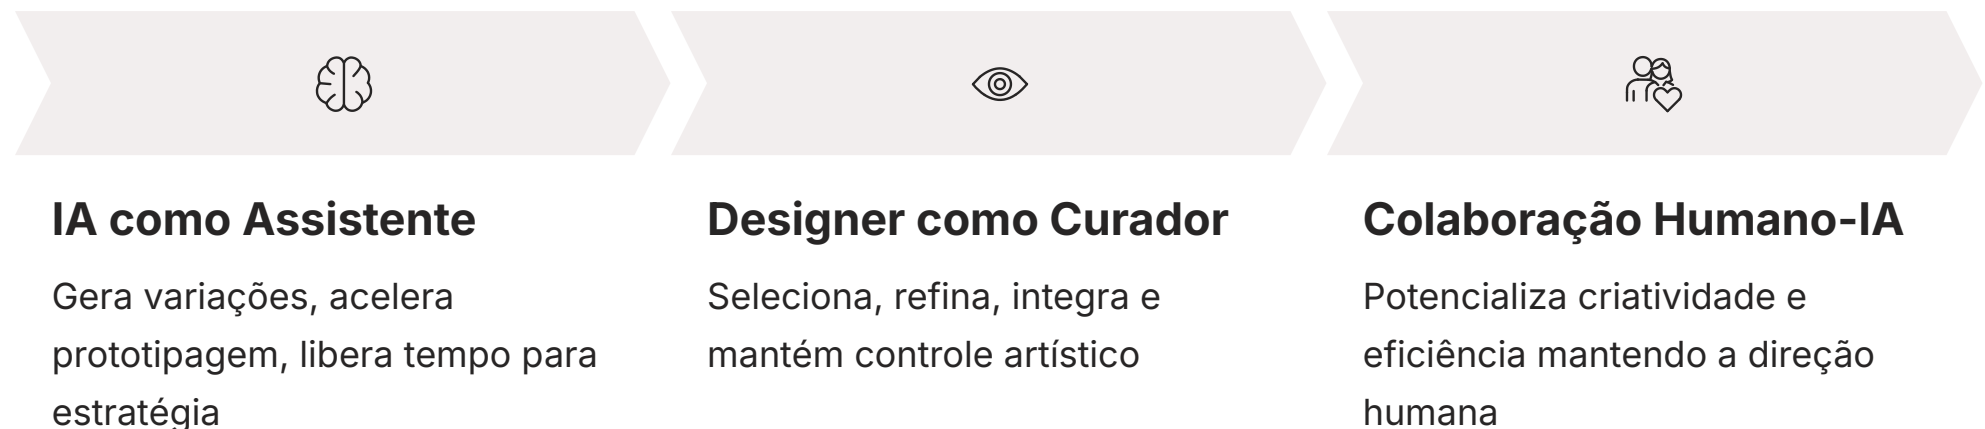 IA como Assistente
Gera variações, acelera
prototipagem, libera tempo para
estratégia
Designer como Curador
Seleciona, refina, integra e
mantém controle artístico
Colaboração Humano-IA
Potencializa criatividade e
eficiência mantendo a direção
humana